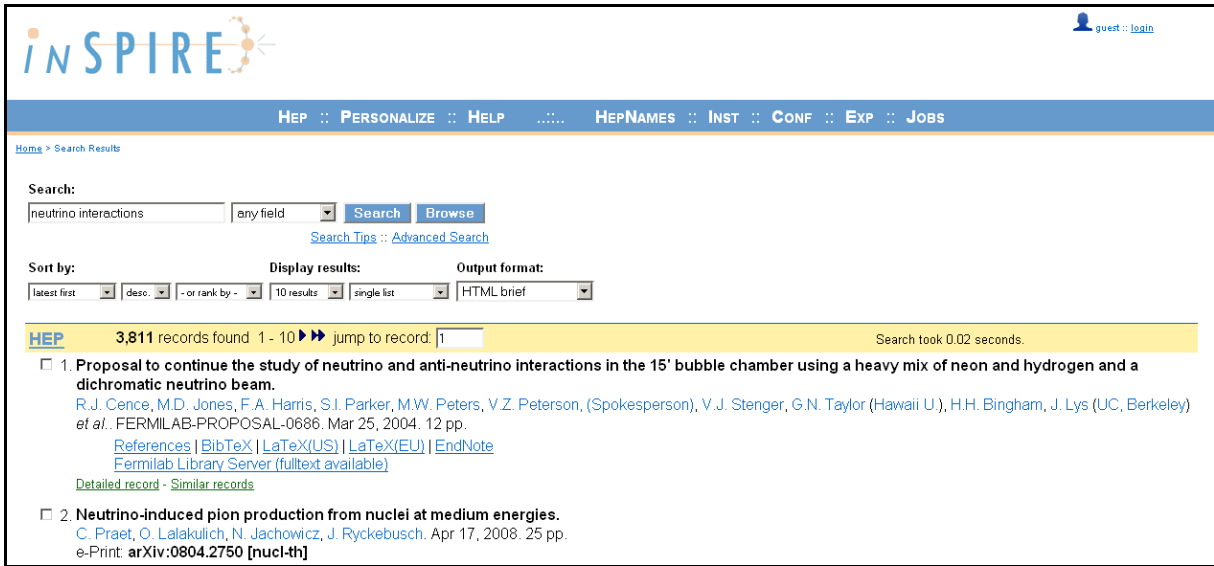 iNSPIRE
guest :: login
HEP :: PERSONALIZE :: HELP ..::.. HEPNAMES :: INST :: CONF :: EXP :: JOBS
Home > Search Results
Search:
neutrino interactions any field Search Browse
Search Tips :: Advanced Search
Sort by: Display results: Output format:
latest first desc. - or rank by - 10 results single list HTML brief
HEP 3,811 records found 1 - 10 jump to record: 1 Search took 0.02 seconds.
1. Proposal to continue the study of neutrino and anti-neutrino interactions in the 15' bubble chamber using a heavy mix of neon and hydrogen and a
dichromatic neutrino beam.
R.J. Cence, M.D. Jones, F.A. Harris, S.I. Parker, M.W. Peters, V.Z. Peterson, (Spokesperson), V.J. Stenger, G.N. Taylor (Hawaii U.), H.H. Bingham, J. Lys (UC, Berkeley)
et al.. FERMILAB-PROPOSAL-0686. Mar 25, 2004. 12 pp.
References | BibTeX | LaTeX(US) | LaTeX(EU) | EndNote
Fermilab Library Server (fulltext available)
Detailed record - Similar records
2. Neutrino-induced pion production from nuclei at medium energies.
C. Praet, O. Lalakulich, N. Jachowicz, J. Ryckebusch. Apr 17, 2008. 25 pp.
e-Print: arXiv:0804.2750 [nucl-th]